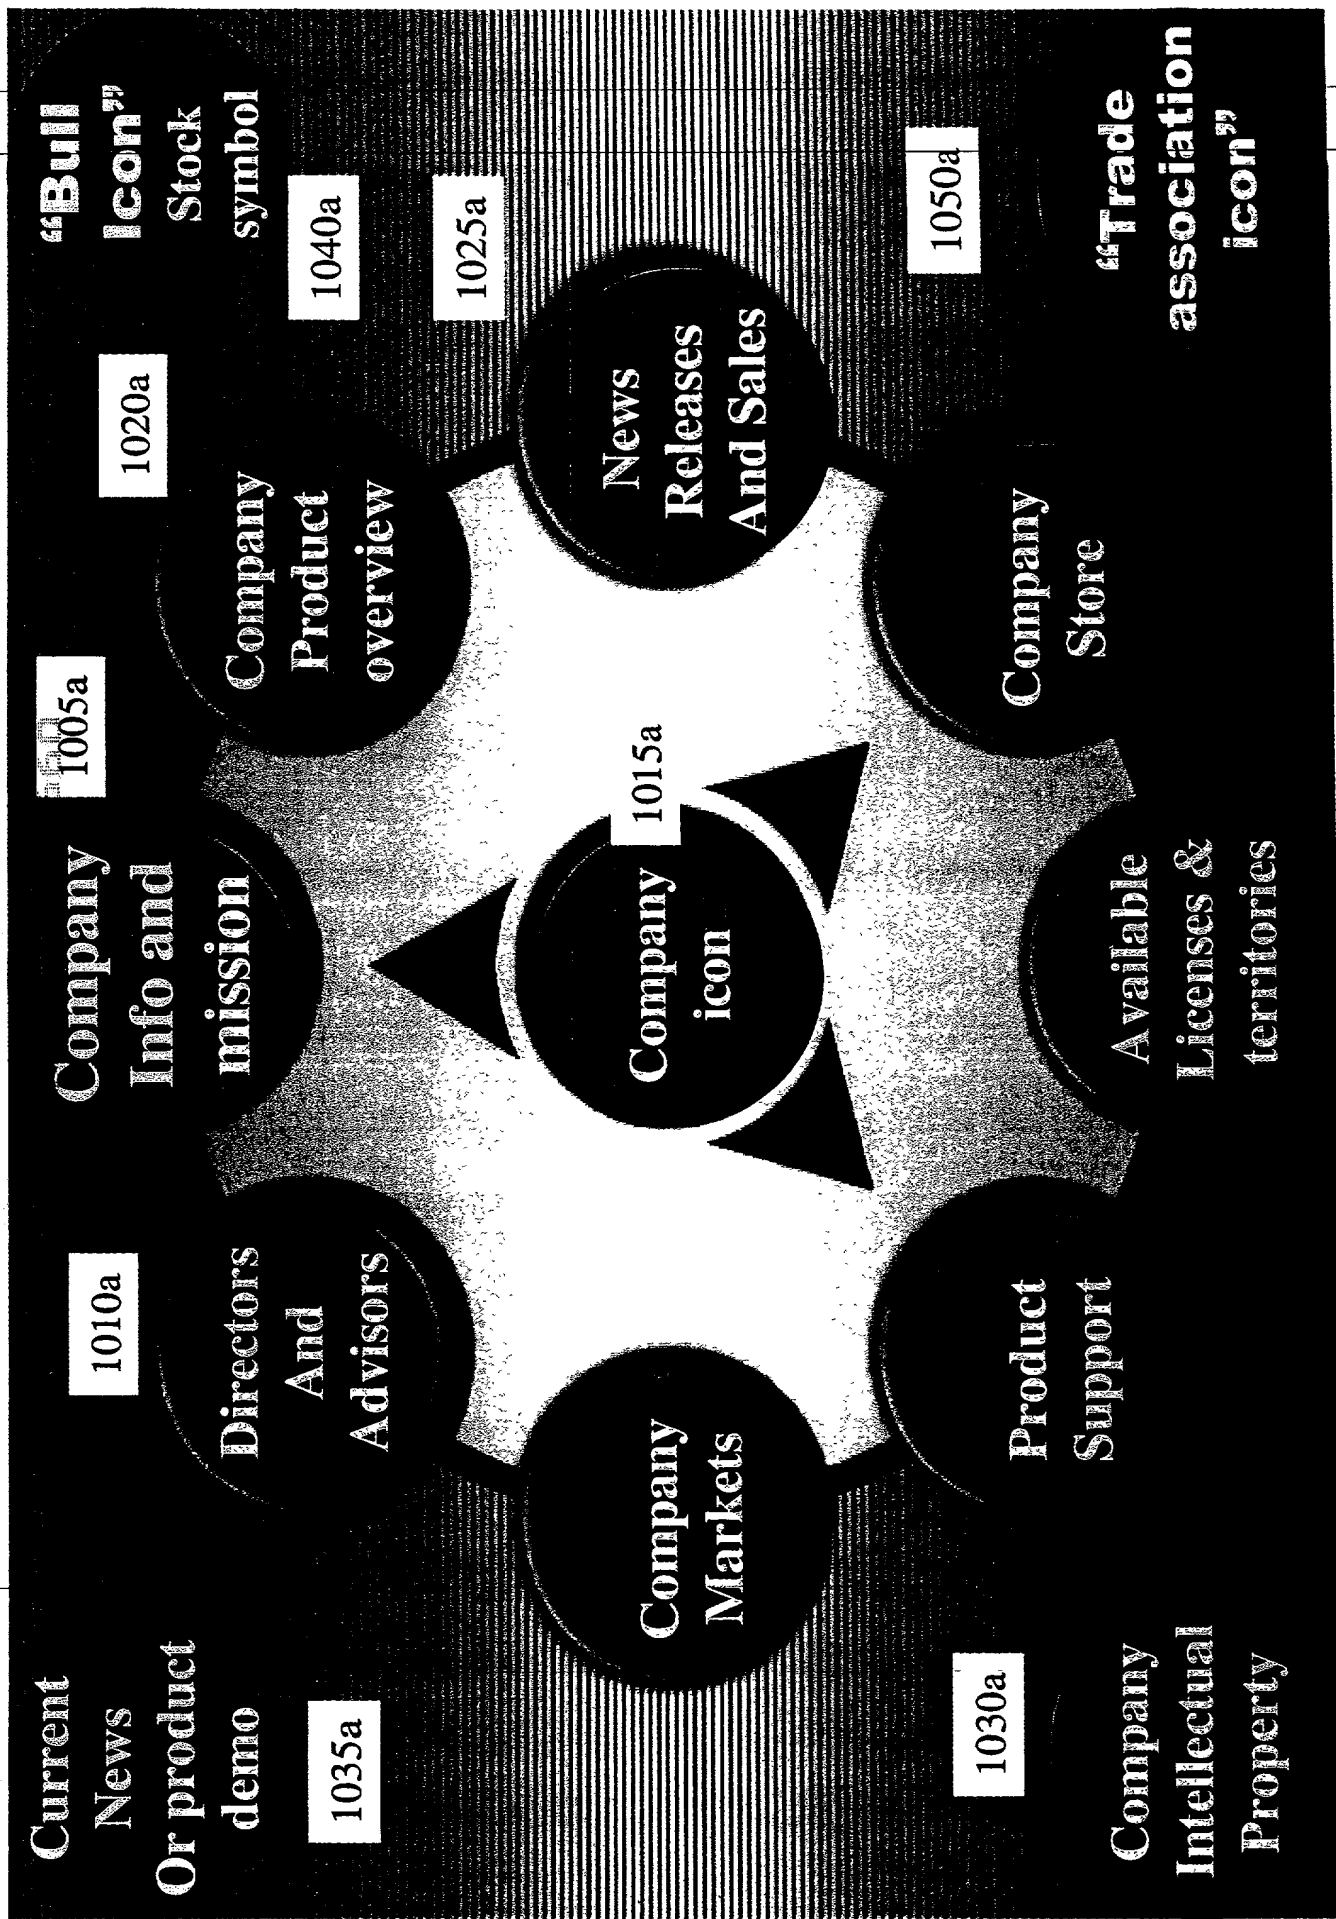 Current
News
Or product
demo
1035a
1010a
Directors
And
Advisors
Company
Info and
mission
1005a
Company
Product
overview
1020a
“Bull
Icon”
Stock
symbol
1040a
1025a
Company
Markets
Company
icon
1015a
News
Releases
And Sales
1030a
Company
Intellectual
Property
Product
Support
Available
Licenses &
territories
Company
Store
1050a
“Trade
association
icon”